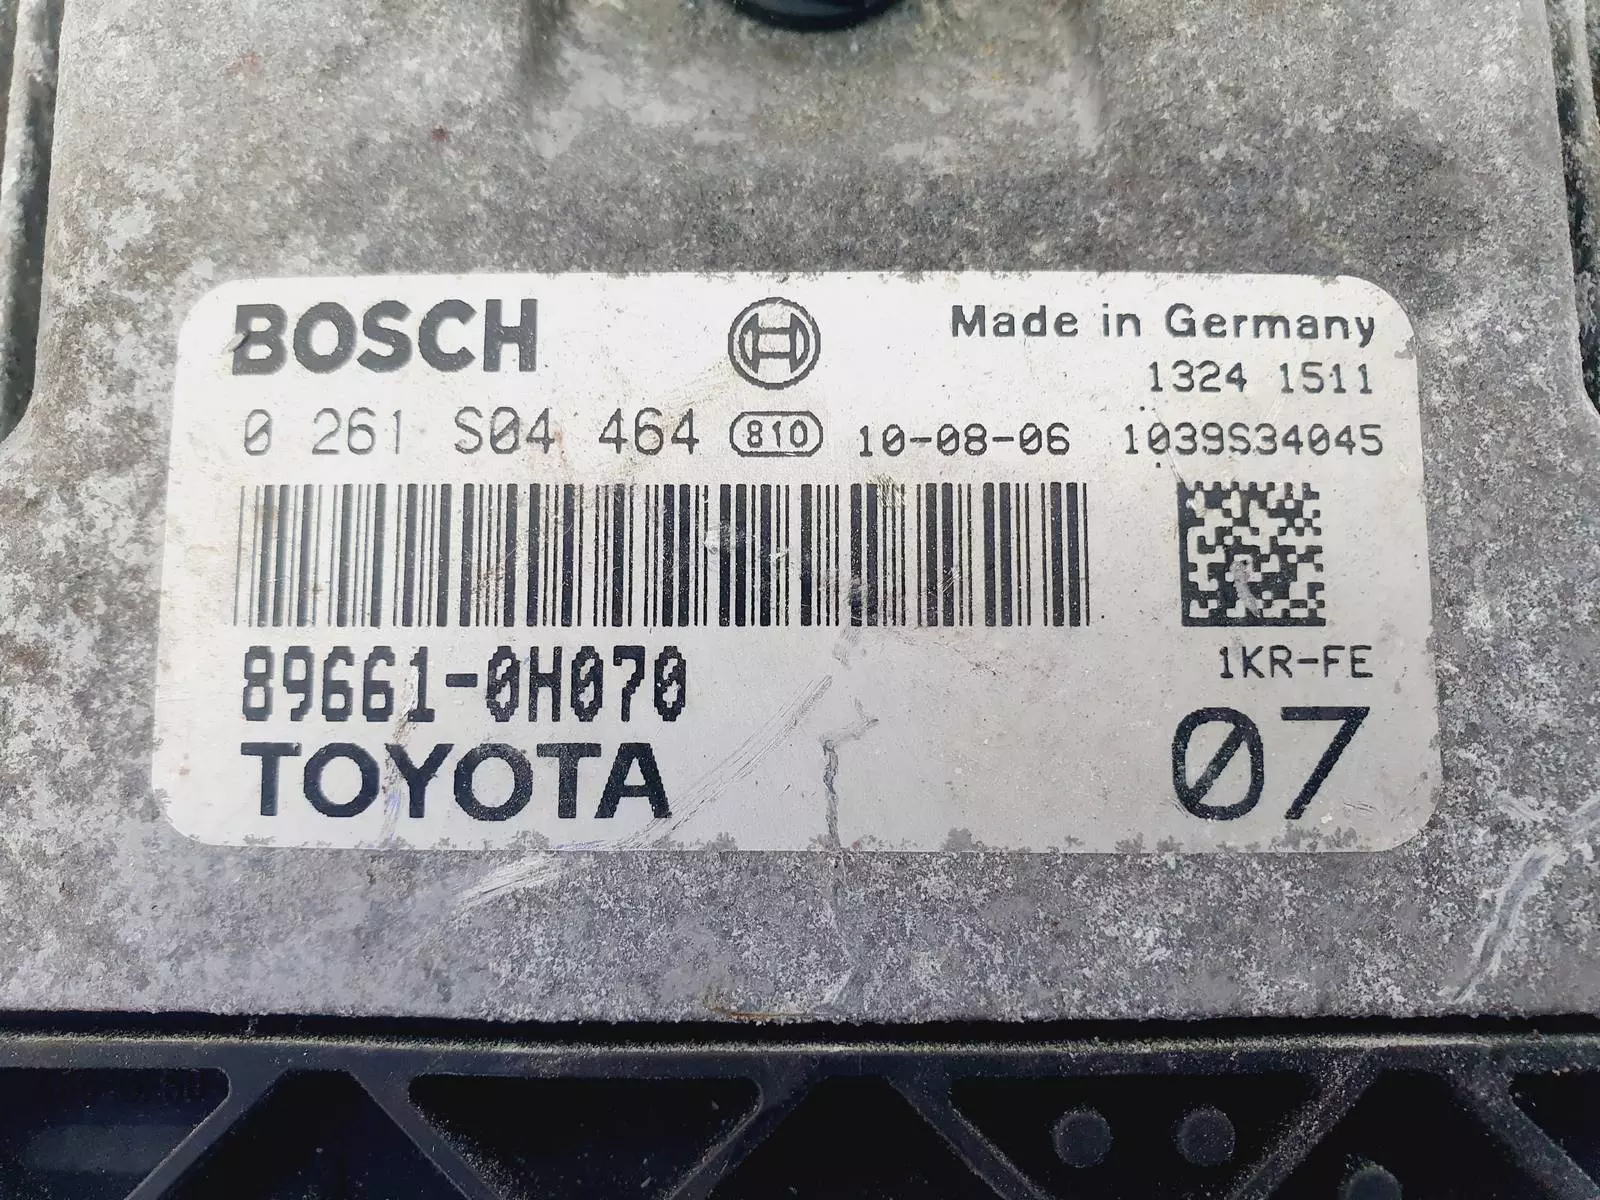 BOSCH
Made in Germany
1324 1511
0 261 S04 464 810 10-08-06 1039S34045
89661-0H070
1KR-FE
TOYOTA
07